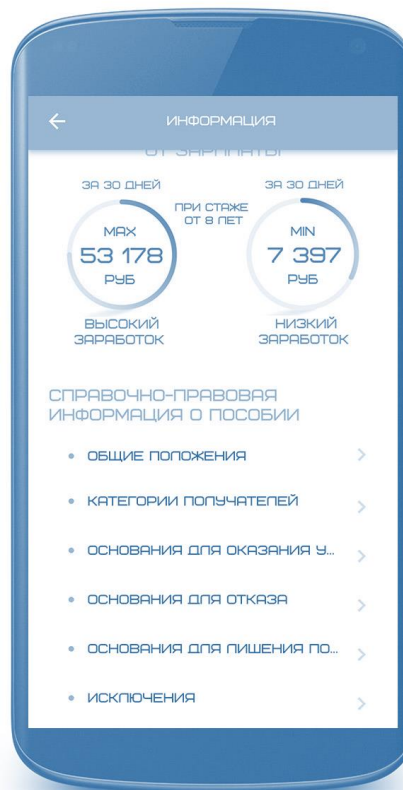 ИНФОРМАЦИЯ
ОТ ЗАРПЛАТЫ
ЗА 30 ДНЕЙ
MAX
53 178
РУБ
ВЫСОКИЙ
ЗАРАБОТОК
ПРИ СТАЖЕ
ОТ 8 ЛЕТ
ЗА 30 ДНЕЙ
MIN
7 397
РУБ
НИЗКИЙ
ЗАРАБОТОК
СПРАВОЧНО-ПРАВОВАЯ
ИНФОРМАЦИЯ О ПОСОБИИ
• ОБЩИЕ ПОЛОЖЕНИЯ
• КАТЕГОРИИ ПОЛУЧАТЕЛЕЙ
• ОСНОВАНИЯ ДЛЯ ОКАЗАНИЯ У...
• ОСНОВАНИЯ ДЛЯ ОТКАЗА
• ОСНОВАНИЯ ДЛЯ ЛИШЕНИЯ ПО...
• ИСКЛЮЧЕНИЯ